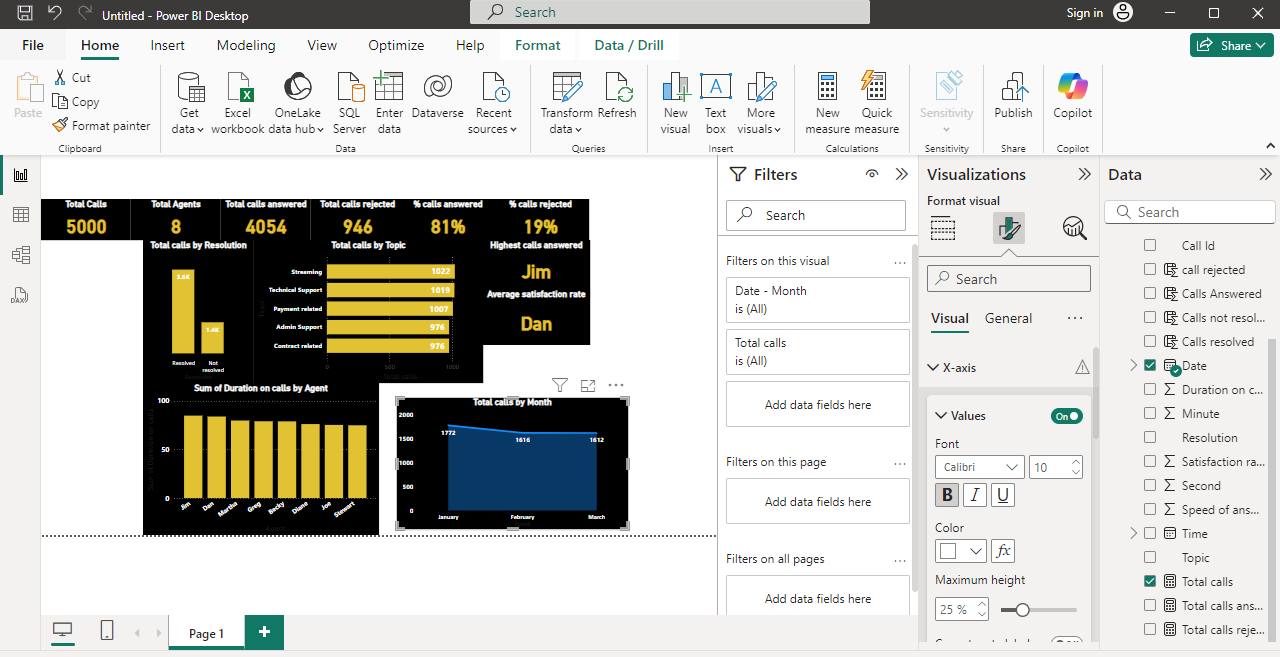 Untitled - Power BI Desktop
Search
Sign in
File
Home
Insert
Modeling
View
Optimize
Help
Format
Data / Drill
Share
Paste
Cut
Copy
Format painter
Get data
Excel workbook
OneLake data hub
SQL Server
Enter data
Dataverse
Recent sources
Transform data
Refresh
New visual
Text box
More visuals
New measure
Quick measure
Sensitivity
Publish
Copilot
Clipboard
Data
Queries
Insert
Calculations
Sensitivity
Share
Copilot
Total Calls
5000
Total Agents
8
Total calls answered
4054
Total calls rejected
946
% calls answered
81%
% calls rejected
19%
Total calls by Resolution
3.6K
1.4K
Resolved
Not resolved
Total calls by Topic
Streaming
1022
Technical Support
1019
Payment related
1007
Admin Support
976
Contract related
976
0
500
1000
Total calls
Highest calls answered
Jim
Average satisfaction rate
Dan
Sum of Duration on calls by Agent
100
50
0
Jim
Dan
Martha
Greg
Becky
Diane
Joe
Stewart
Total calls by Month
2000
1500
1000
500
0
1772
1616
1612
January
February
March
Page 1
Filters
Search
Filters on this visual
Date - Month
is (All)
Total calls
is (All)
Add data fields here
Filters on this page
Add data fields here
Filters on all pages
Add data fields here
Visualizations
Format visual
Search
Visual
General
X-axis
Values
On
Font
Calibri
10
B
I
U
Color
fx
Maximum height
25 %
Data
Search
Call Id
call rejected
Calls Answered
Calls not resol...
Calls resolved
Date
Duration on c...
Minute
Resolution
Satisfaction ra...
Second
Speed of ans...
Time
Topic
Total calls
Total calls ans...
Total calls reje...